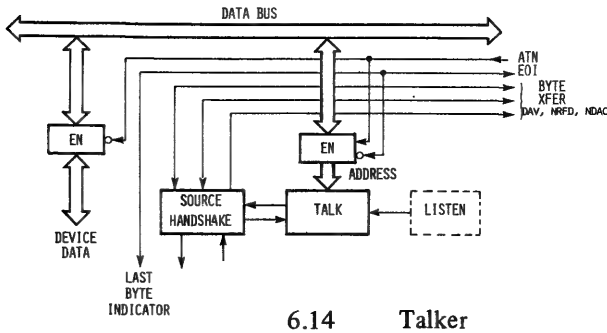 DATA BUS
ATN
EOI
BYTE
XFER
DAV, NRFD, NDAC
EN
EN
ADDRESS
SOURCE
HANDSHAKE
TALK
LISTEN
DEVICE
DATA
LAST
BYTE
INDICATOR
6.14 Talker